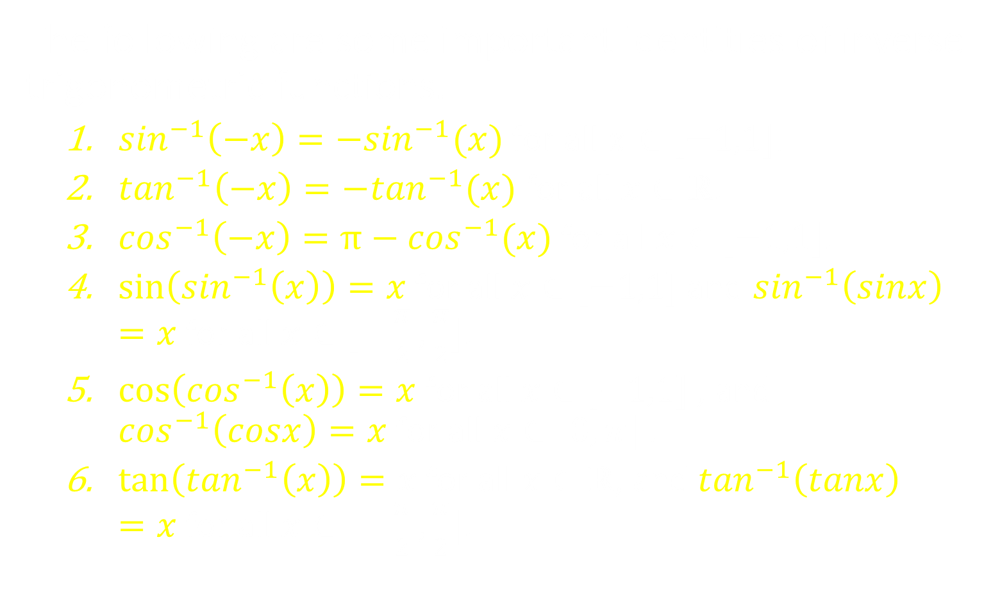 1. sin⁻¹(−x) = −sin⁻¹(x)
2. tan⁻¹(−x) = −tan⁻¹(x)
3. cos⁻¹(−x) = π − cos⁻¹(x)
4. sin(sin⁻¹(x)) = x sin⁻¹(sinx)
= x
5. cos(cos⁻¹(x)) = x
cos⁻¹(cosx) = x
6. tan(tan⁻¹(x)) = tan⁻¹(tanx)
= x